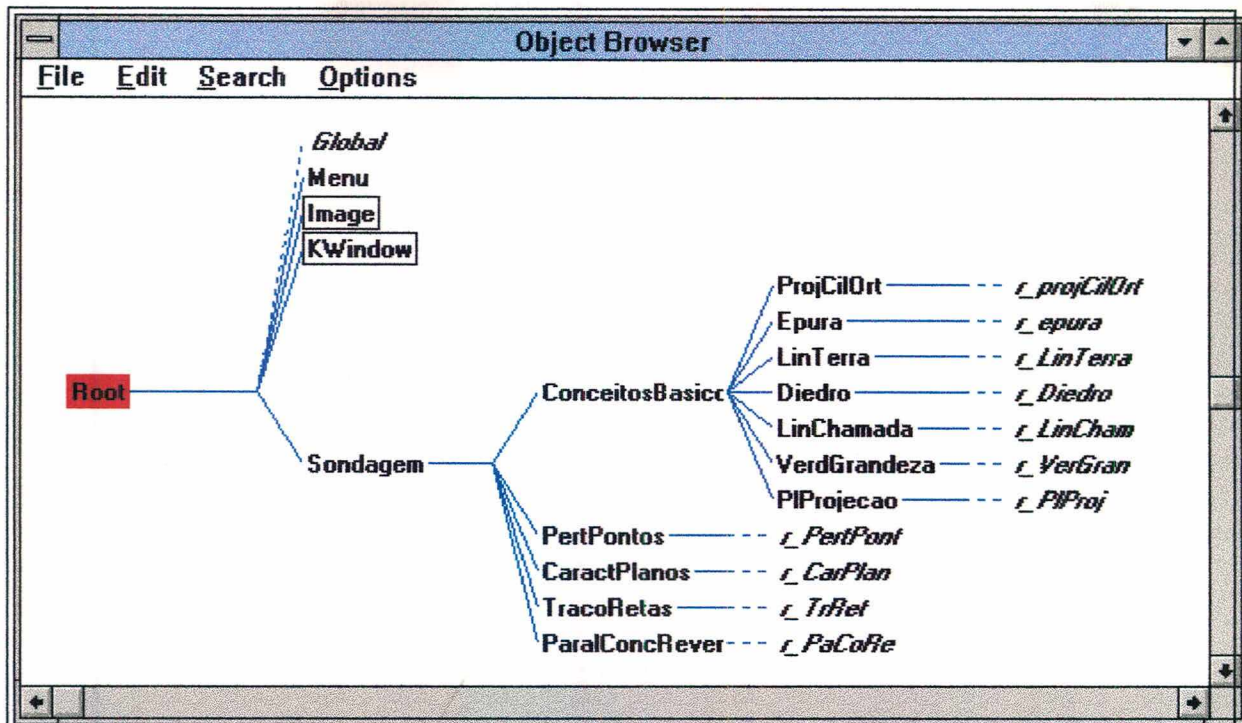 Object Browser
File Edit Search Options
Global
Menu
Image
KWindow
ProjCilOrt r_projCilOrt
Epura r_epura
LinTerra r_LinTerra
Root ConceitosBasicc Diedro r_Diedro
LinChamada r_LinCham
Sondagem VerdGrandeza r_VerGran
PlProjecao r_PlProj
PertPontos r_PertPont
CaractPlanos r_CarPlan
TracoRetas r_TrRet
ParalConcRever r_PaCoRe